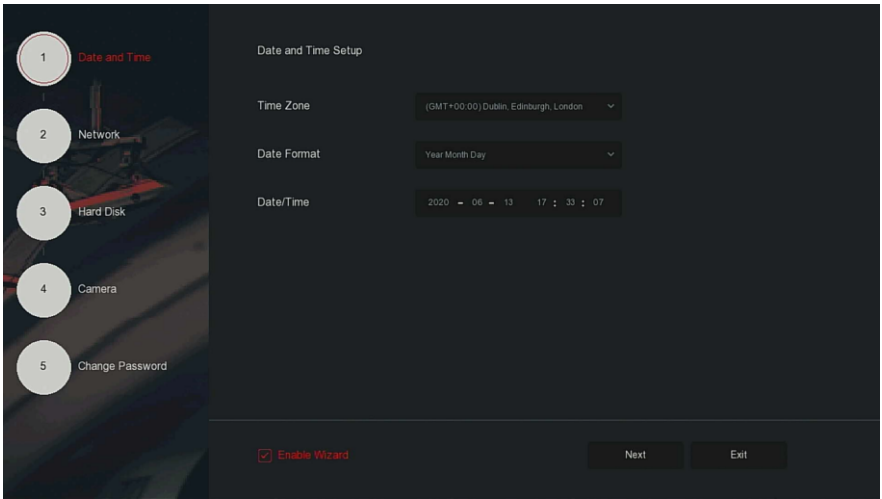 1 Date and Time
2 Network
3 Hard Disk
4 Camera
5 Change Password
Date and Time Setup
Time Zone (GMT+00:00) Dublin, Edinburgh, London
Date Format Year Month Day
Date/Time 2020 - 06 - 13 17 : 33 : 07
Enable Wizard Next Exit